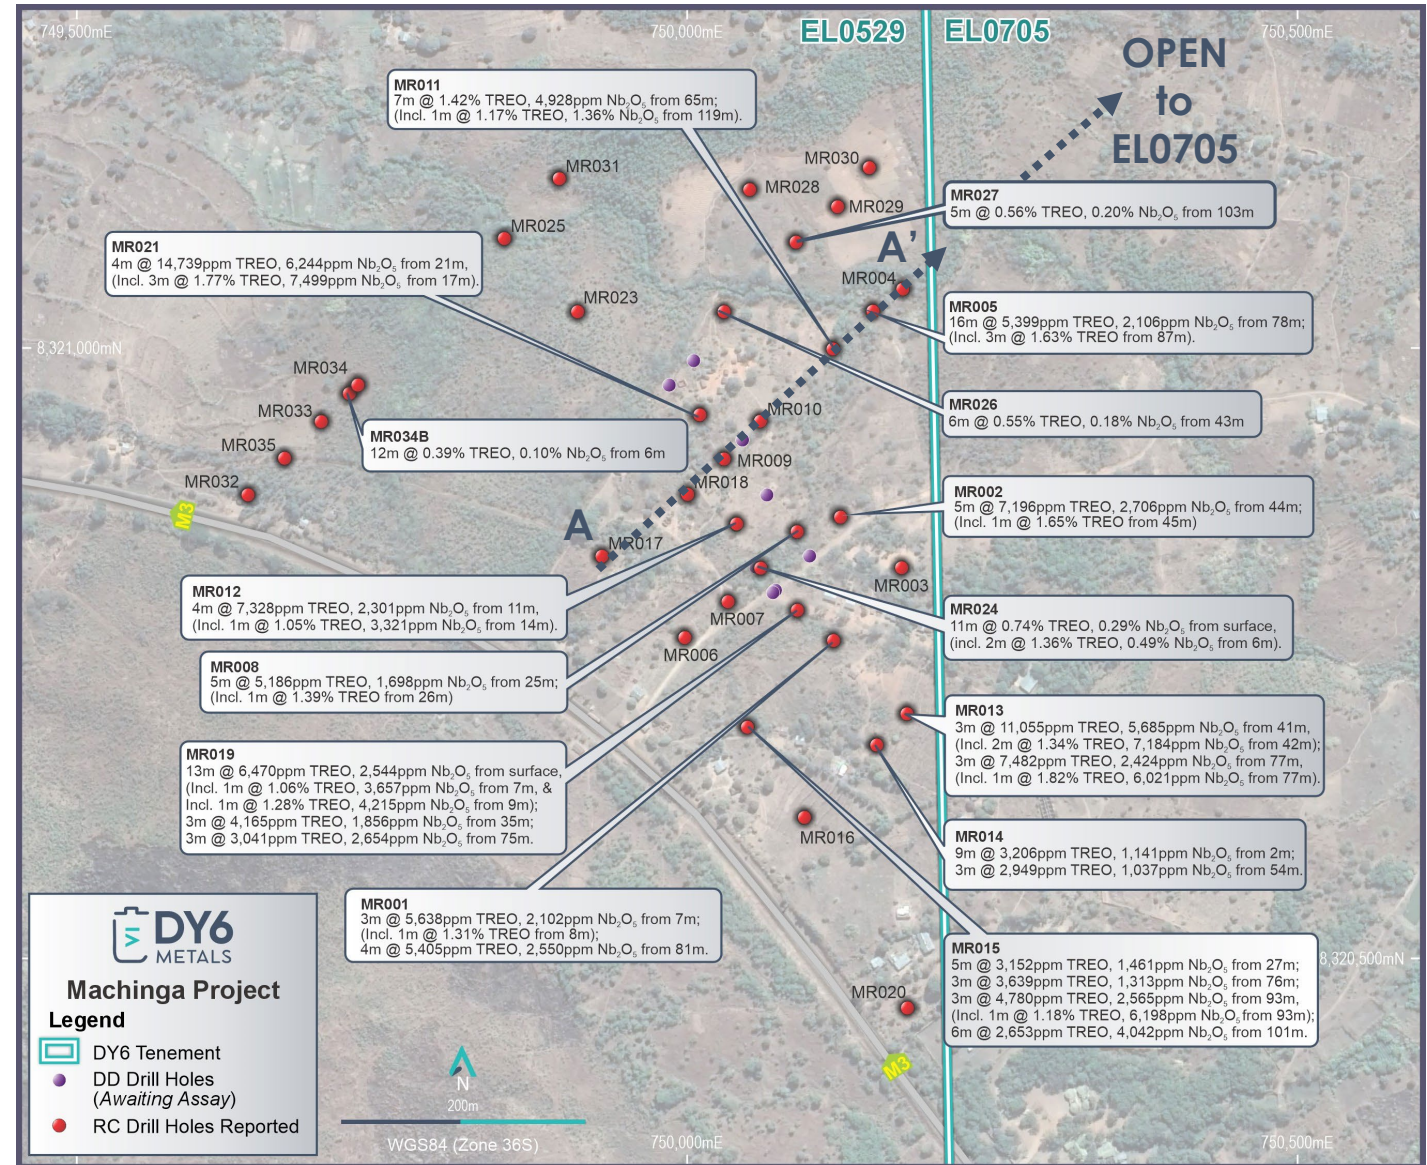 749,500mE
750,000mE
EL0529
EL0705
750,500mE
OPEN
to
EL0705
MR011
7m @ 1.42% TREO, 4,928ppm Nb₂O₅ from 65m;
(Incl. 1m @ 1.17% TREO, 1.36% Nb₂O₅ from 119m).
MR031
MR030
MR028
MR029
MR027
5m @ 0.56% TREO, 0.20% Nb₂O₅ from 103m
MR025
MR021
4m @ 14,739ppm TREO, 6,244ppm Nb₂O₅ from 21m,
(Incl. 3m @ 1.77% TREO, 7,499ppm Nb₂O₅ from 17m).
A'
MR004
MR023
MR005
16m @ 5,399ppm TREO, 2,106ppm Nb₂O₅ from 78m;
(Incl. 3m @ 1.63% TREO from 87m).
8,321,000mN
MR034
MR033
MR035
MR032
MR034B
12m @ 0.39% TREO, 0.10% Nb₂O₅ from 6m
MR010
MR009
MR018
MR026
6m @ 0.55% TREO, 0.18% Nb₂O₅ from 43m
M3
MR002
5m @ 7,196ppm TREO, 2,706ppm Nb₂O₅ from 44m;
(Incl. 1m @ 1.65% TREO from 45m)
A
MR017
MR003
MR012
4m @ 7,328ppm TREO, 2,301ppm Nb₂O₅ from 11m,
(Incl. 1m @ 1.05% TREO, 3,321ppm Nb₂O₅ from 14m).
MR007
MR006
MR024
11m @ 0.74% TREO, 0.29% Nb₂O₅ from surface,
(incl. 2m @ 1.36% TREO, 0.49% Nb₂O₅ from 6m).
MR008
5m @ 5,186ppm TREO, 1,698ppm Nb₂O₅ from 25m;
(Incl. 1m @ 1.39% TREO from 26m)
MR013
3m @ 11,055ppm TREO, 5,685ppm Nb₂O₅ from 41m,
(Incl. 2m @ 1.34% TREO, 7,184ppm Nb₂O₅ from 42m);
3m @ 7,482ppm TREO, 2,424ppm Nb₂O₅ from 77m,
(Incl. 1m @ 1.82% TREO, 6,021ppm Nb₂O₅ from 77m).
MR019
13m @ 6,470ppm TREO, 2,544ppm Nb₂O₅ from surface,
(Incl. 1m @ 1.06% TREO, 3,657ppm Nb₂O₅ from 7m, &
Incl. 1m @ 1.28% TREO, 4,215ppm Nb₂O₅ from 9m);
3m @ 4,165ppm TREO, 1,856ppm Nb₂O₅ from 35m;
3m @ 3,041ppm TREO, 2,654ppm Nb₂O₅ from 75m.
MR016
MR014
9m @ 3,206ppm TREO, 1,141ppm Nb₂O₅ from 2m;
3m @ 2,949ppm TREO, 1,037ppm Nb₂O₅ from 54m.
MR001
3m @ 5,638ppm TREO, 2,102ppm Nb₂O₅ from 7m;
(Incl. 1m @ 1.31% TREO from 8m);
4m @ 5,405ppm TREO, 2,550ppm Nb₂O₅ from 81m.
MR015
5m @ 3,152ppm TREO, 1,461ppm Nb₂O₅ from 27m;
3m @ 3,639ppm TREO, 1,313ppm Nb₂O₅ from 76m;
3m @ 4,780ppm TREO, 2,565ppm Nb₂O₅ from 93m,
(Incl. 1m @ 1.18% TREO, 6,198ppm Nb₂O₅ from 93m);
6m @ 2,653ppm TREO, 4,042ppm Nb₂O₅ from 101m.
8,320,500mN
MR020
M3
DY6
METALS
Machinga Project
Legend
DY6 Tenement
DD Drill Holes
(Awaiting Assay)
RC Drill Holes Reported
N
200m
WGS84 (Zone 36S)
750,000mE
750,500mE